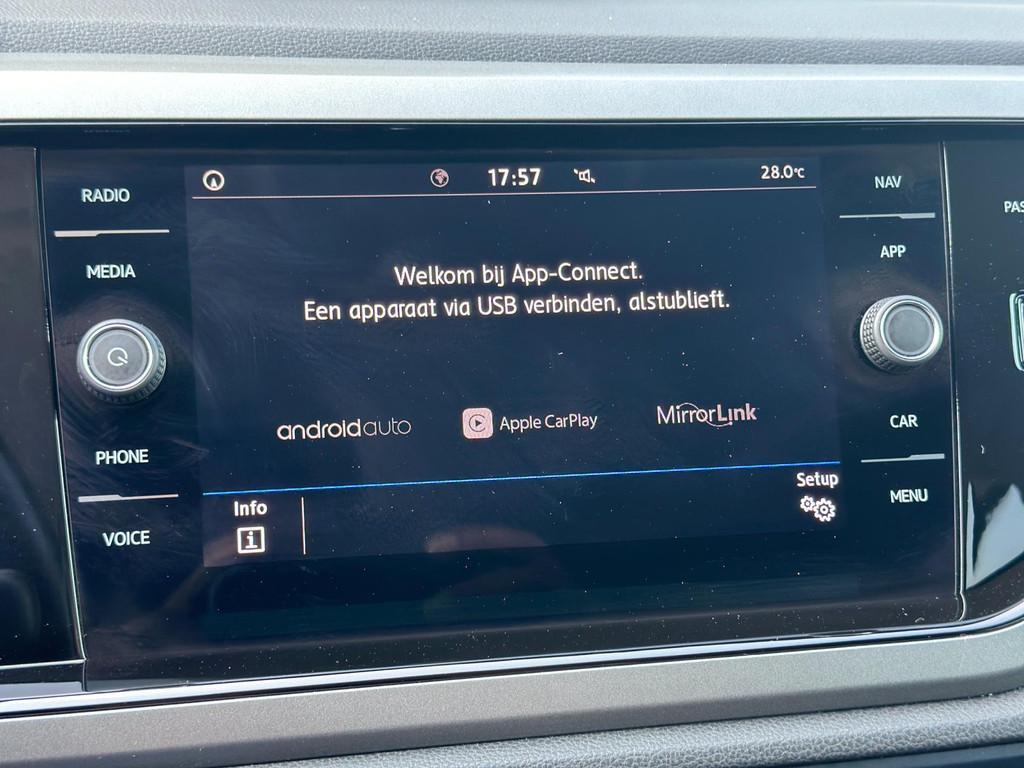 RADIO
MEDIA
PHONE
VOICE
17:57
28.0°C
Welkom bij App-Connect.
Een apparaat via USB verbinden, alstublieft.
androidauto
Apple CarPlay
MirrorLink
Info
Setup
NAV
APP
CAR
MENU